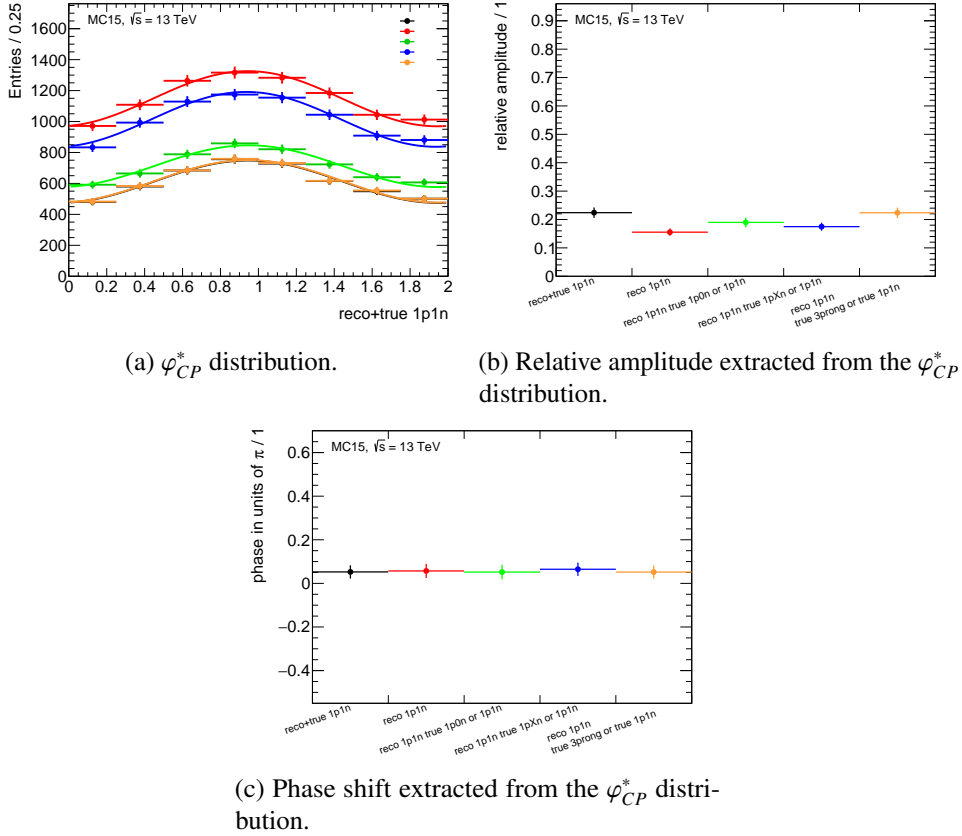 Entries / 0.25
MC15, √s = 13 TeV
1600
1400
1200
1000
800
600
400
200
0
0 0.2 0.4 0.6 0.8 1 1.2 1.4 1.6 1.8 2
reco+true 1p1n
relative amplitude / 1
MC15, √s = 13 TeV
0.9
0.8
0.7
0.6
0.5
0.4
0.3
0.2
0.1
0
reco+true 1p1n
reco 1p1n
reco 1p1n true 1p0n or 1p1n
reco 1p1n true 1pXn or 1p1n
reco 1p1n
true 3prong or true 1p1n
(a) φ*CP distribution.
(b) Relative amplitude extracted from the φ*CP
distribution.
phase in units of π / 1
MC15, √s = 13 TeV
0.6
0.4
0.2
0
−0.2
−0.4
reco+true 1p1n
reco 1p1n
reco 1p1n true 1p0n or 1p1n
reco 1p1n true 1pXn or 1p1n
reco 1p1n
true 3prong or true 1p1n
(c) Phase shift extracted from the φ*CP distri-
bution.